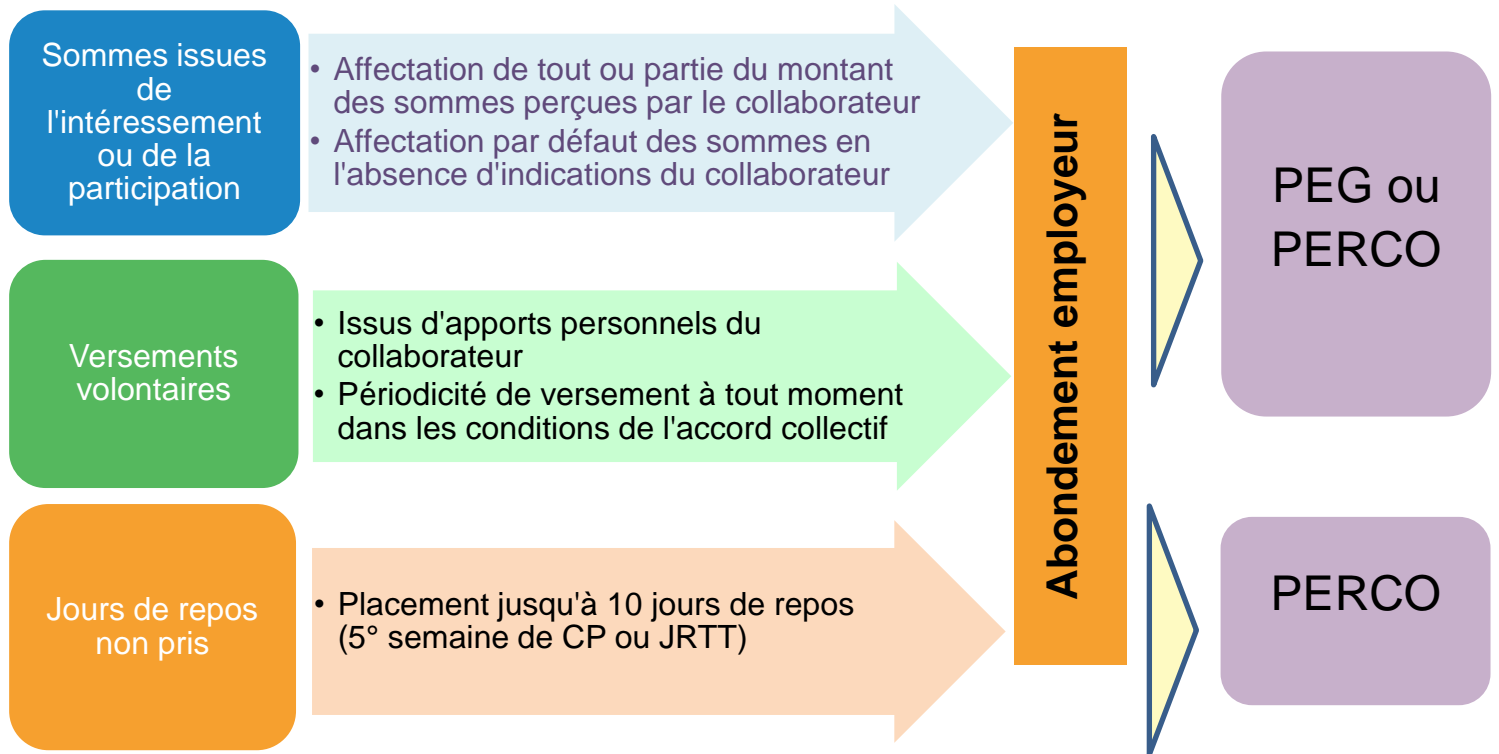 Sommes issues
de
l'intéressement
ou de la
participation
• Affectation de tout ou partie du montant
des sommes perçues par le collaborateur
• Affectation par défaut des sommes en
l'absence d'indications du collaborateur
Versements
volontaires
• Issus d'apports personnels du
collaborateur
• Périodicité de versement à tout moment
dans les conditions de l'accord collectif
Jours de repos
non pris
• Placement jusqu'à 10 jours de repos
(5° semaine de CP ou JRTT)
Abondement employeur
PEG ou
PERCO
PERCO